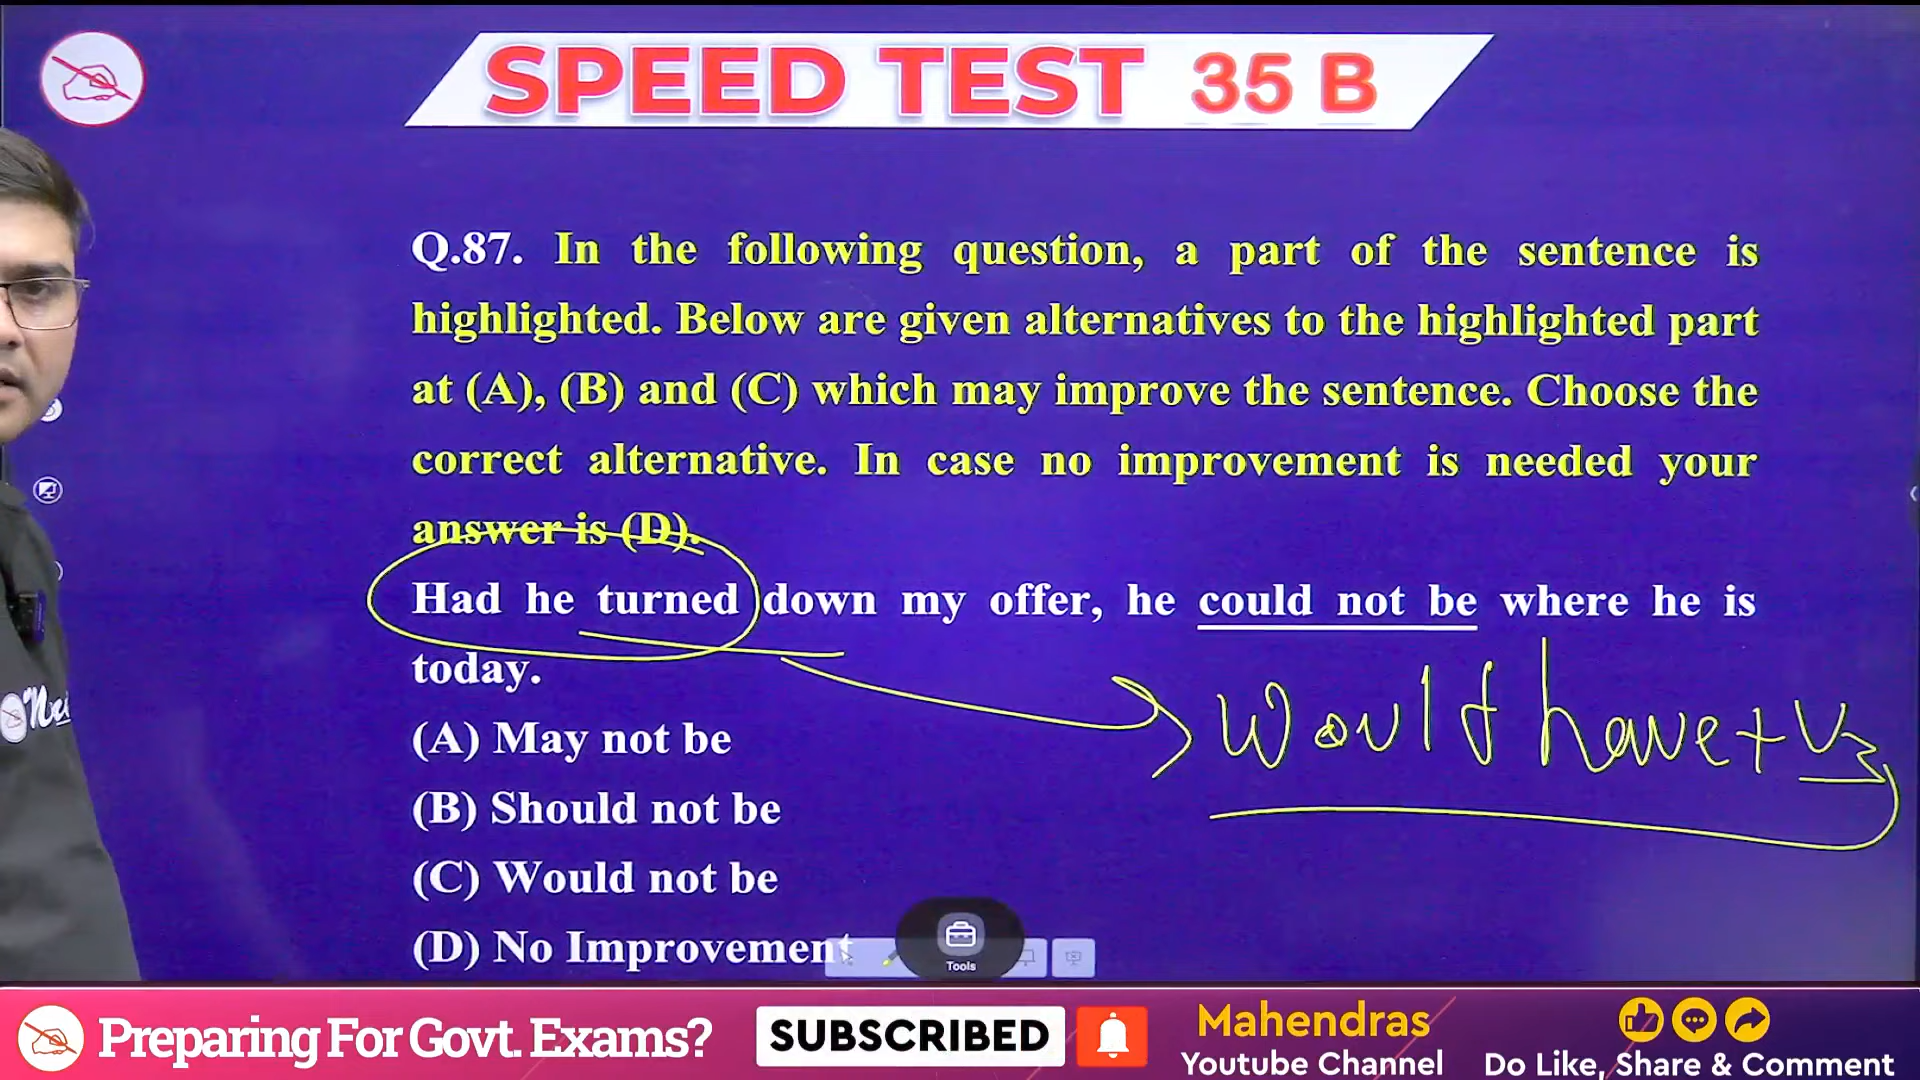 SPEED TEST 35 B
Q.87. In the following question, a part of the sentence is
highlighted. Below are given alternatives to the highlighted part
at (A), (B) and (C) which may improve the sentence. Choose the
correct alternative. In case no improvement is needed your
answer is (D).
Had he turned down my offer, he could not be where he is
today.
would have + V3
(A) May not be
(B) Should not be
(C) Would not be
(D) No Improvement
Tools
Preparing For Govt. Exams?
SUBSCRIBED
Mahendras
Youtube Channel
Do Like, Share & Comment